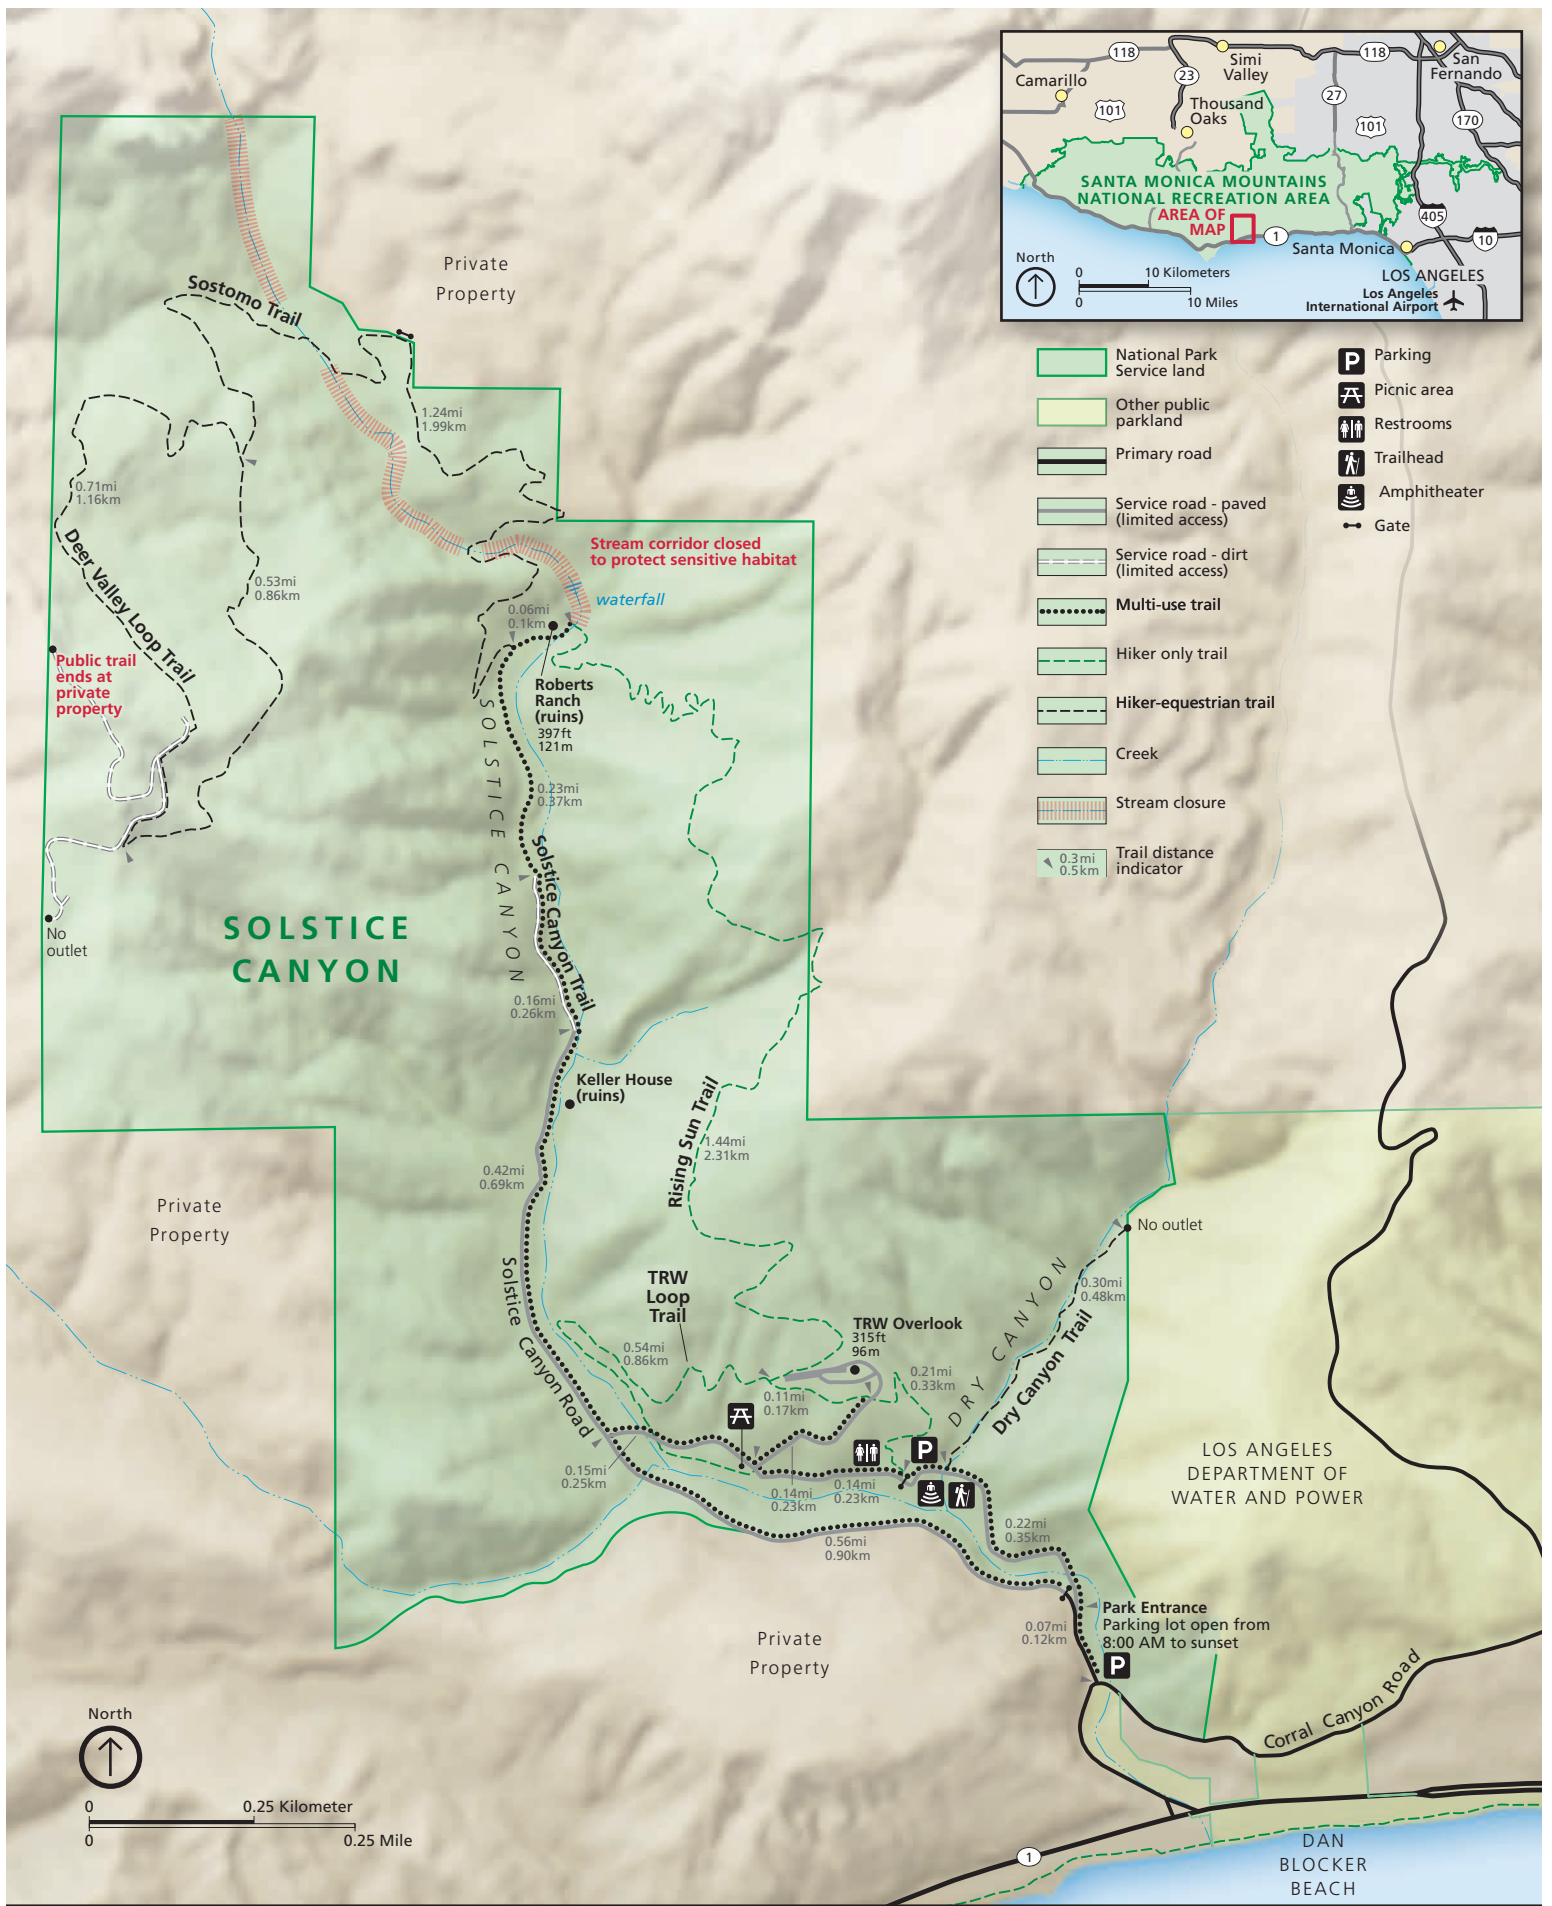 118
118
Simi
Valley
San
Fernando
Camarillo
23
27
Thousand
Oaks
101
101
170
SANTA MONICA MOUNTAINS
NATIONAL RECREATION AREA
AREA OF
MAP
405
1
10
Santa Monica
North
0
10 Kilometers
0
10 Miles
LOS ANGELES
Los Angeles
International Airport
National Park
Service land
Other public
parkland
Primary road
Service road - paved
(limited access)
Service road - dirt
(limited access)
Multi-use trail
Hiker only trail
Hiker-equestrian trail
Creek
Stream closure
0.3mi
0.5km
Trail distance
indicator
P
Parking
Picnic area
Restrooms
Trailhead
Amphitheater
Gate
Private
Property
Sostomo Trail
1.24mi
1.99km
0.71mi
1.16km
Deer Valley Loop Trail
0.53mi
0.86km
Stream corridor closed
to protect sensitive habitat
waterfall
0.06mi
0.1km
Public trail
ends at
private
property
Roberts
Ranch
(ruins)
397ft
121m
SOLSTICE CANYON
0.23mi
0.37km
Solstice Canyon Trail
No
outlet
SOLSTICE
CANYON
0.16mi
0.26km
Keller House
(ruins)
Rising Sun Trail
1.44mi
2.31km
0.42mi
0.69km
Private
Property
No outlet
DRY CANYON
0.30mi
0.48km
Dry Canyon Trail
Solstice Canyon Road
TRW
Loop
Trail
TRW Overlook
315ft
96m
0.54mi
0.86km
0.21mi
0.33km
0.11mi
0.17km
P
0.15mi
0.25km
0.14mi
0.23km
0.14mi
0.23km
0.22mi
0.35km
0.56mi
0.90km
LOS ANGELES
DEPARTMENT OF
WATER AND POWER
Park Entrance
Parking lot open from
8:00 AM to sunset
0.07mi
0.12km
P
Private
Property
Corral Canyon Road
North
0
0.25 Kilometer
0
0.25 Mile
1
DAN
BLOCKER
BEACH